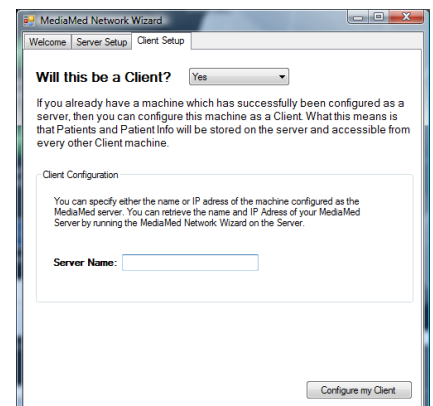 MediaMed Network Wizard
Welcome Server Setup Client Setup
Will this be a Client? Yes
If you already have a machine which has successfully been configured as a
server, then you can configure this machine as a Client. What this means is
that Patients and Patient Info will be stored on the server and accessible from
every other Client machine.
Client Configuration
You can specify either the name or IP adress of the machine configured as the
MediaMed server. You can retrieve the name and IP Adress of your MediaMed
Server by running the MediaMed Network Wizard on the Server.
Server Name:
Configure my Client